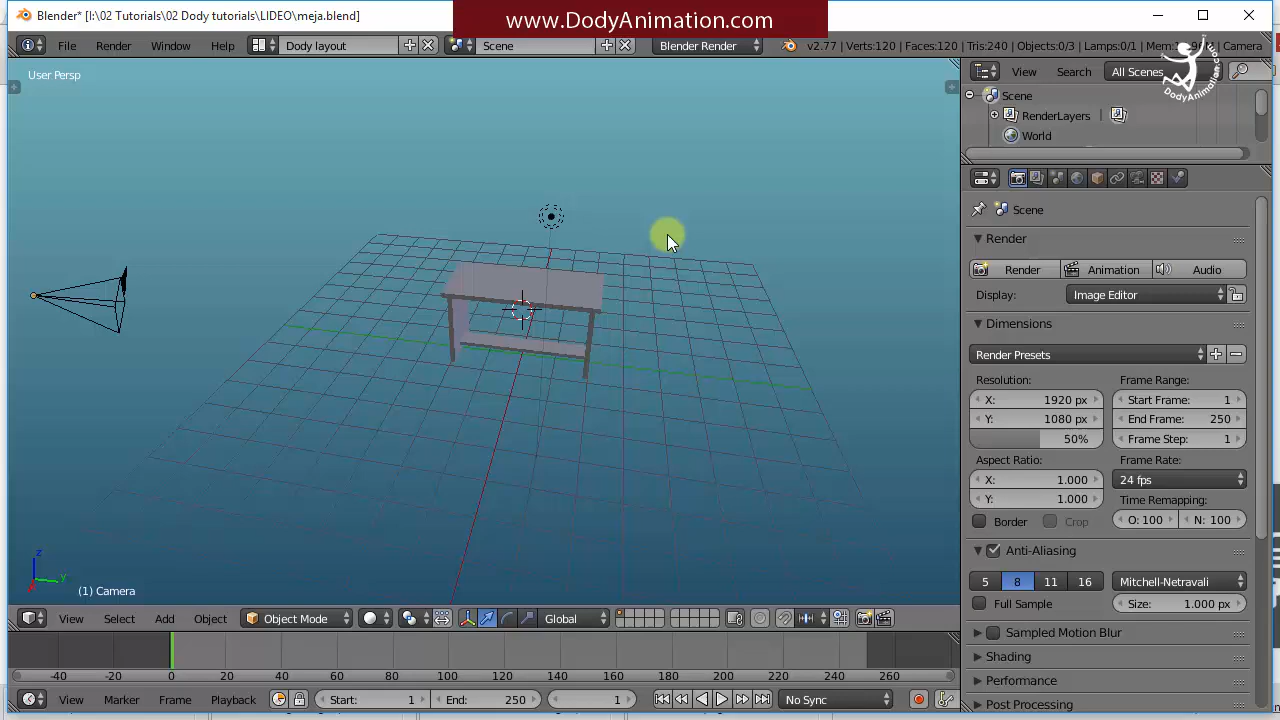 Blender* [I:\02 Tutorials\02 Dody tutorials\LIDEO\meja.blend]
www.DodyAnimation.com
File Render Window Help Dody layout Scene Blender Render v2.77 | Verts:120 | Faces:120 | Tris:240 | Objects:0/3 | Lamps:0/1 | Mem: | Camera
User Persp
View Search All Scenes
DodyAnimation.com
Scene
RenderLayers
World
Scene
Render
Render Animation Audio
Display: Image Editor
Dimensions
Render Presets
Resolution: Frame Range:
X: 1920 px Start Frame: 1
Y: 1080 px End Frame: 250
50% Frame Step: 1
Aspect Ratio: Frame Rate:
X: 1.000 24 fps
Y: 1.000 Time Remapping:
Border Crop O: 100 N: 100
Anti-Aliasing
5 8 11 16 Mitchell-Netravali
Full Sample Size: 1.000 px
Sampled Motion Blur
Shading
Performance
Post Processing
z
y
(1) Camera
View Select Add Object Object Mode Global
-40 -20 0 20 40 60 80 100 120 140 160 180 200 220 240 260
View Marker Frame Playback Start: 1 End: 250 1 No Sync